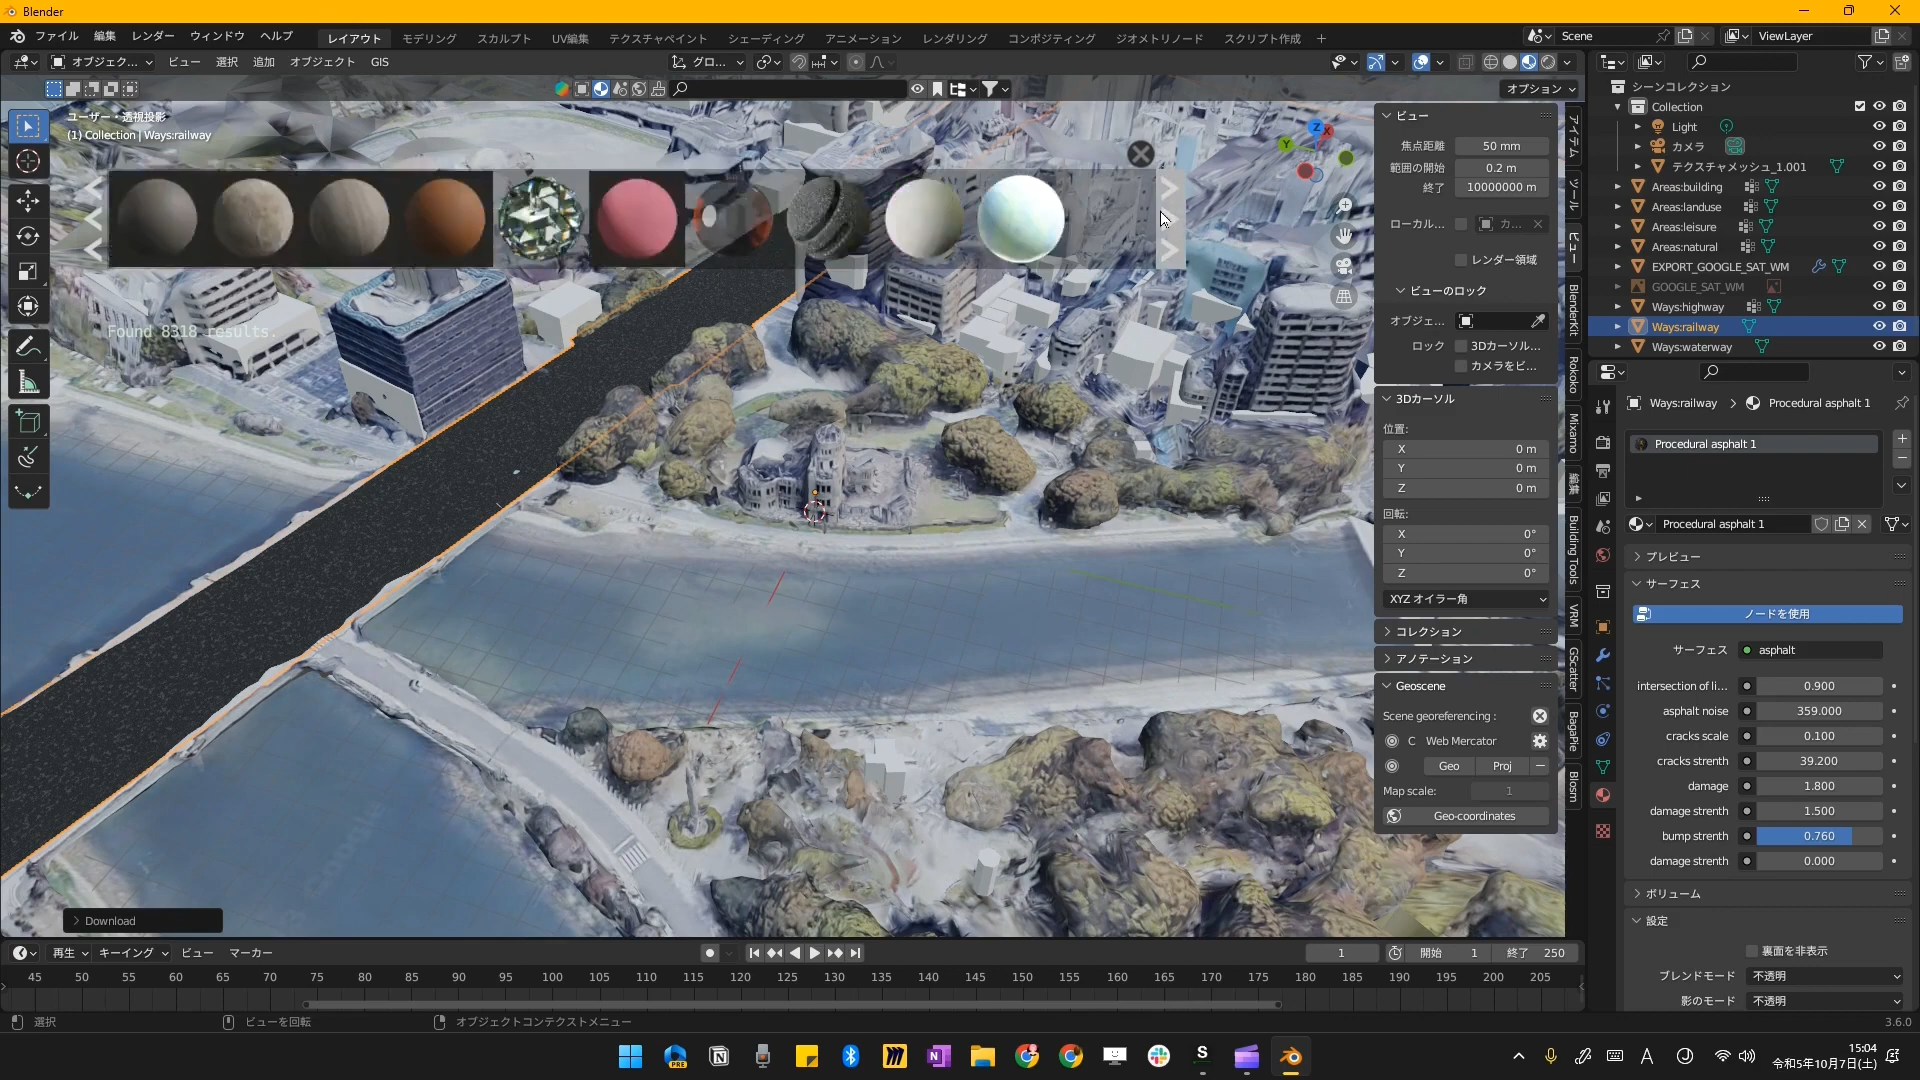 Blender
ファイル 編集 レンダー ウィンドウ ヘルプ レイアウト モデリング スカルプト UV編集 テクスチャペイント シェーディング アニメーション レンダリング コンポジティング ジオメトリノード スクリプト作成 + Scene ViewLayer
オブジェク... ビュー 選択 追加 オブジェクト GIS グロ...
オプション
ユーザー・透視投影
(1) Collection | Ways:railway
Found 8318 results.
Download
ビュー
焦点距離 50 mm
範囲の開始 0.2 m
終了 10000000 m
ローカル... カ...
レンダー領域
ビューのロック
オブジェ...
ロック 3Dカーソル...
カメラをビ...
3Dカーソル
位置:
X 0 m
Y 0 m
Z 0 m
回転:
X 0°
Y 0°
Z 0°
XYZ オイラー角
コレクション
アノテーション
Geoscene
Scene georeferencing :
C Web Mercator
Geo Proj
Map scale: 1
Geo-coordinates
アイテム
ツール
ビュー
BlenderKit
Rokoko
Mixamo
編集
Building Tools
VRM
GScatter
BagaPie
Blosm
シーンコレクション
Collection
Light
カメラ
テクスチャメッシュ_1.001
Areas:building
Areas:landuse
Areas:leisure
Areas:natural
EXPORT_GOOGLE_SAT_WM
GOOGLE_SAT_WM
Ways:highway
Ways:railway
Ways:waterway
Ways:railway Procedural asphalt 1
Procedural asphalt 1
Procedural asphalt 1
プレビュー
サーフェス
ノードを使用
サーフェス asphalt
intersection of li... 0.900
asphalt noise 359.000
cracks scale 0.100
cracks strenth 39.200
damage 1.800
damage strenth 1.500
bump strenth 0.760
damage strenth 0.000
ボリューム
設定
裏面を非表示
ブレンドモード 不透明
影のモード 不透明
再生 キーイング ビュー マーカー 1 開始 1 終了 250
45 50 55 60 65 70 75 80 85 90 95 100 105 110 115 120 125 130 135 140 145 150 155 160 165 170 175 180 185 190 195 200 205
選択 ビューを回転 オブジェクトコンテクストメニュー 3.6.0
PRE
A
15:04
令和5年10月7日(土)